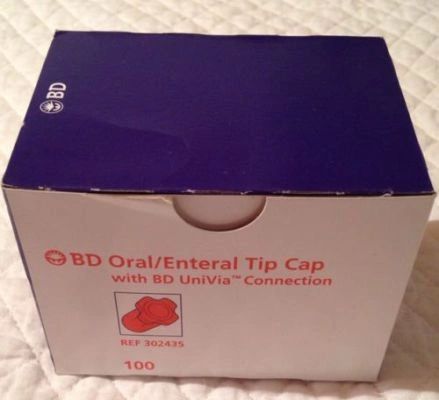 BD
BD Oral/Enteral Tip Cap
with BD UniVia™ Connection
REF 302435
100